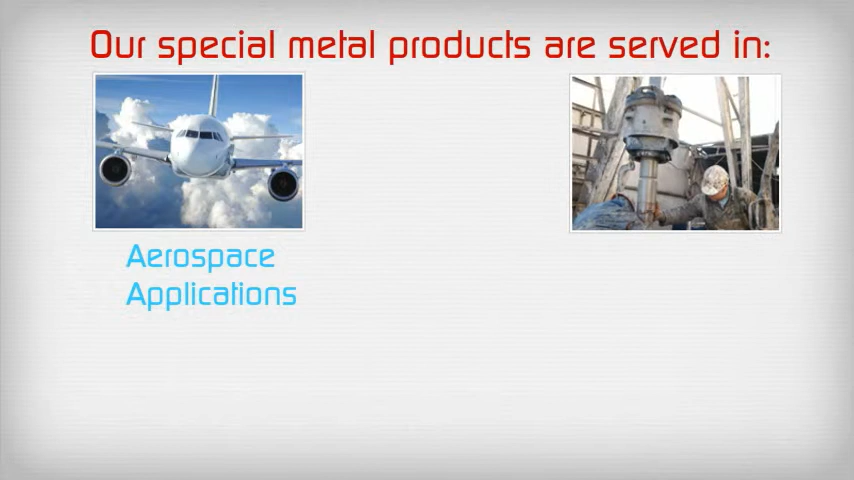 Our special metal products are served in:
Aerospace
Applications